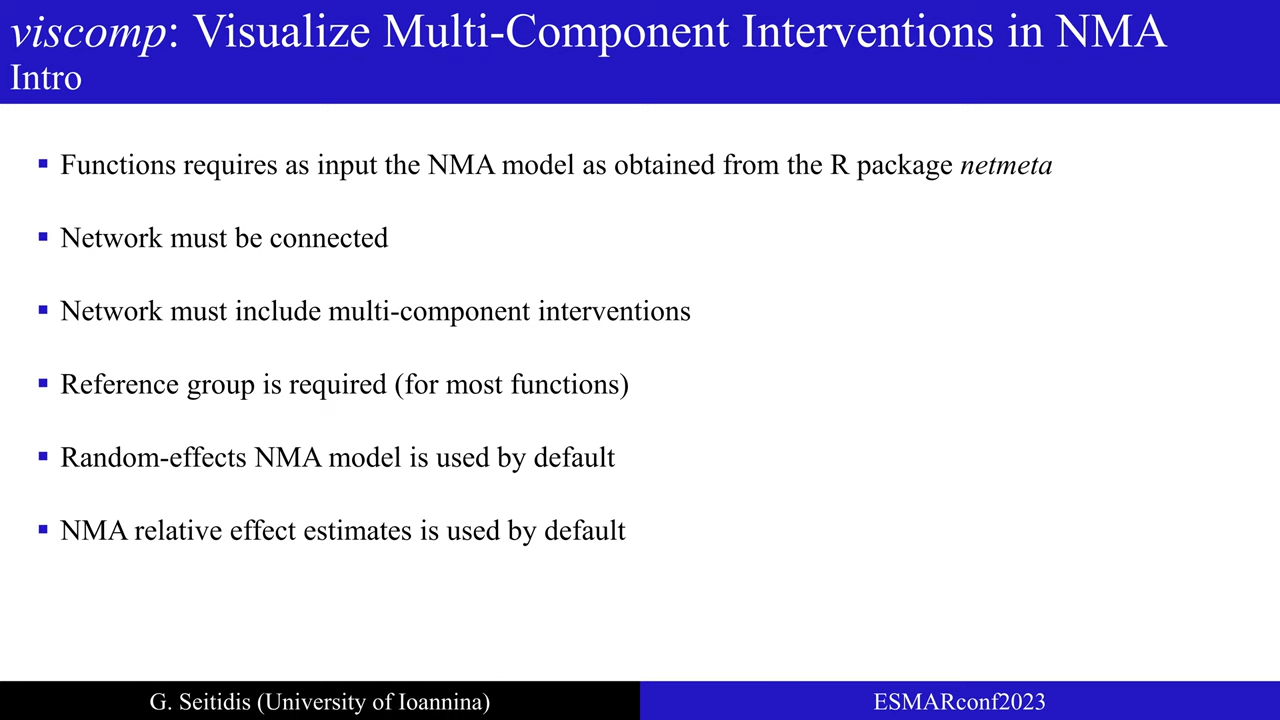 viscomp: Visualize Multi-Component Interventions in NMA
Intro
Functions requires as input the NMA model as obtained from the R package netmeta
Network must be connected
Network must include multi-component interventions
Reference group is required (for most functions)
Random-effects NMA model is used by default
NMA relative effect estimates is used by default
G. Seitidis (University of Ioannina)
ESMARconf2023